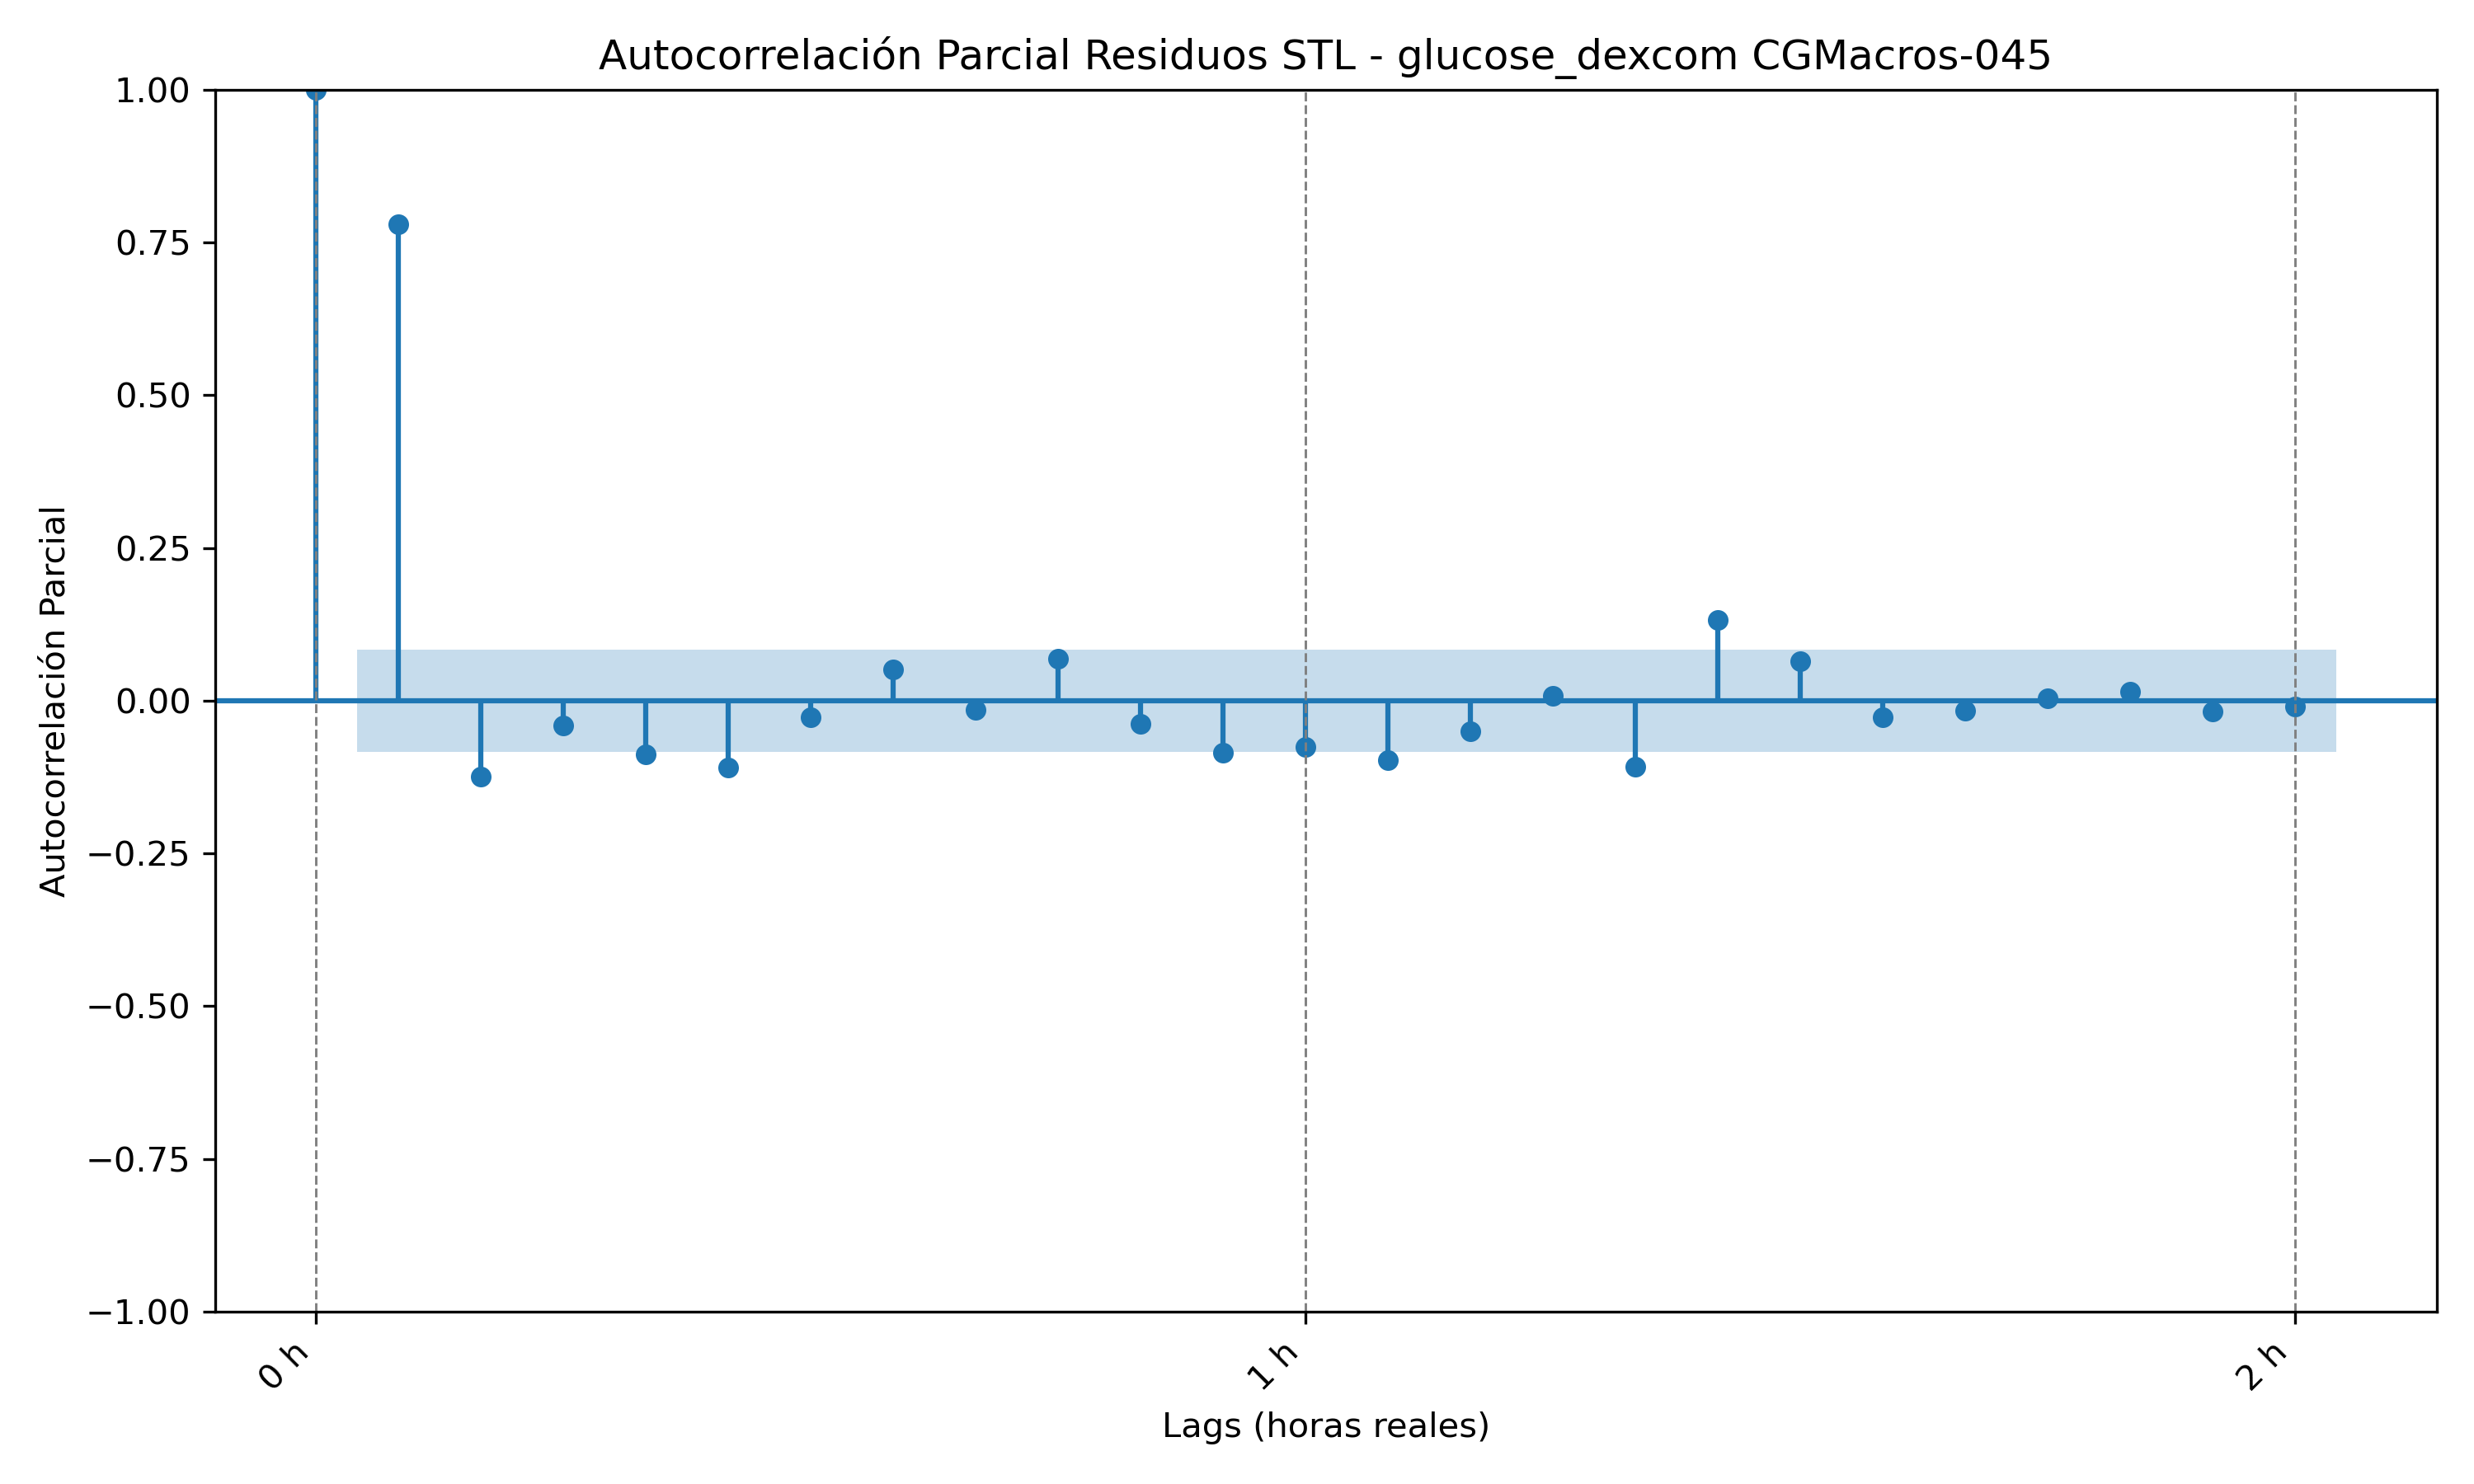 Autocorrelación Parcial Residuos STL - glucose_dexcom CGMacros-045
Autocorrelación Parcial
1.00
0.75
0.50
0.25
0.00
−0.25
−0.50
−0.75
−1.00
0 h
1 h
2 h
Lags (horas reales)